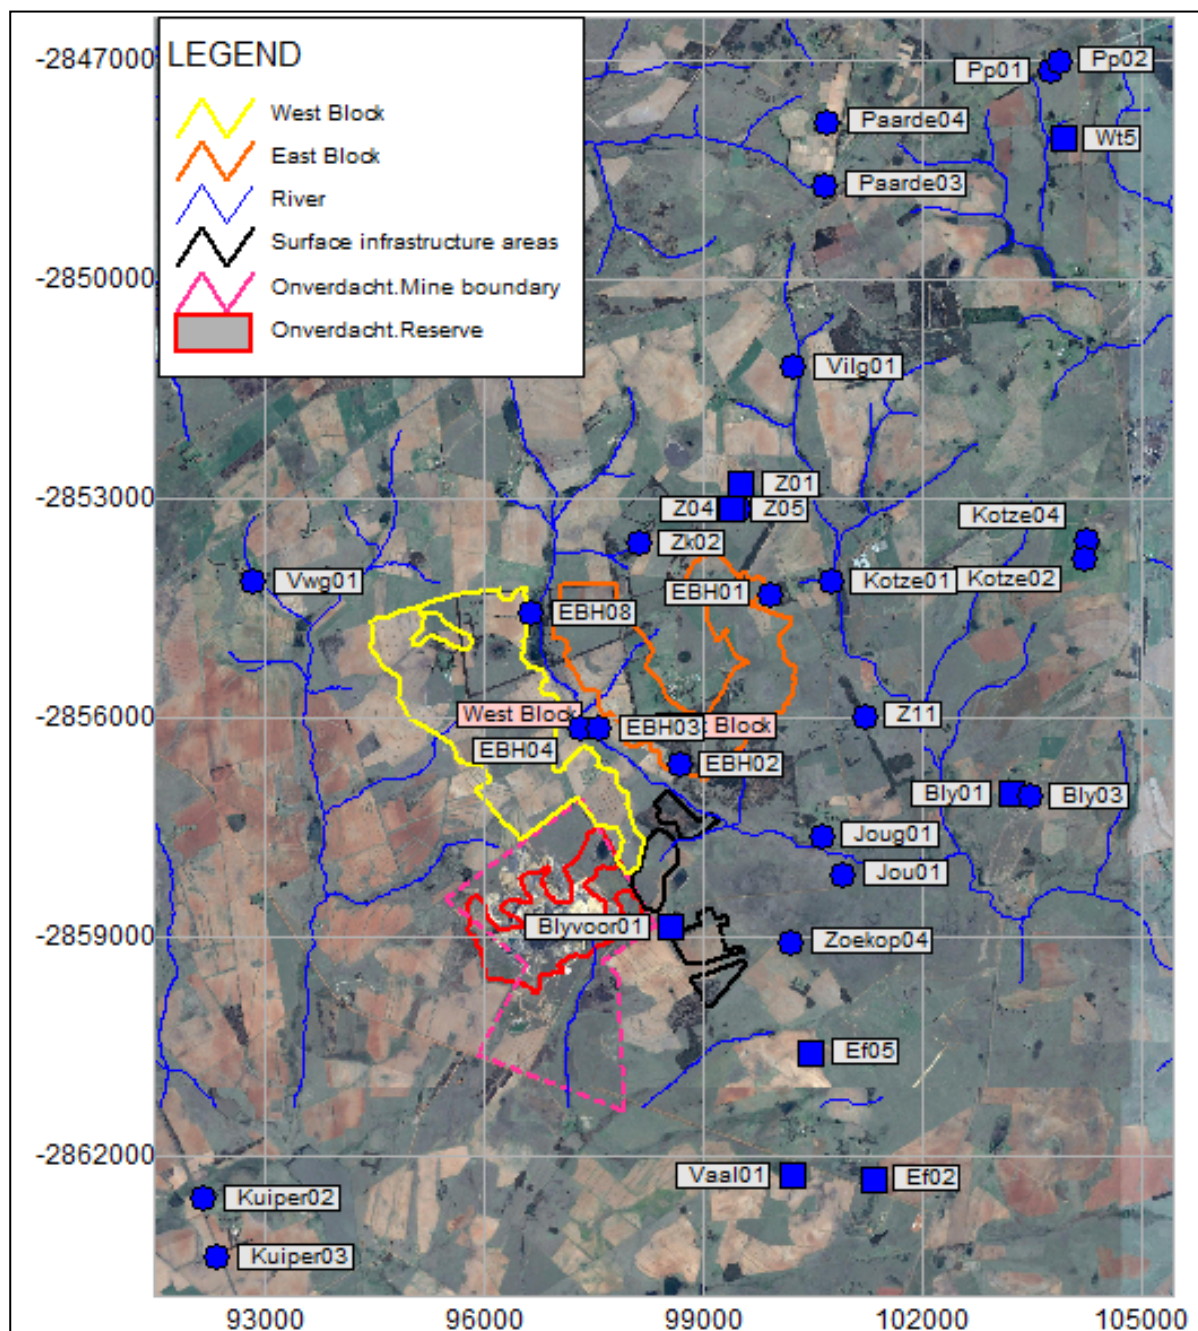 LEGEND
West Block
East Block
River
Surface infrastructure areas
Onverdacht.Mine boundary
Onverdacht.Reserve
-2847000
-2850000
-2853000
-2856000
-2859000
-2862000
Pp01
Pp02
Paarde04
Wt5
Paarde03
Vilg01
Z01
Z04
Z05
Kotze04
Zk02
Vwg01
EBH01
Kotze01
Kotze02
EBH08
West Block
EBH03
t Block
Z11
EBH04
EBH02
Bly01
Bly03
Joug01
Jou01
Blyvoor01
Zoekop04
Ef05
Vaal01
Ef02
Kuiper02
Kuiper03
93000
96000
99000
102000
105000